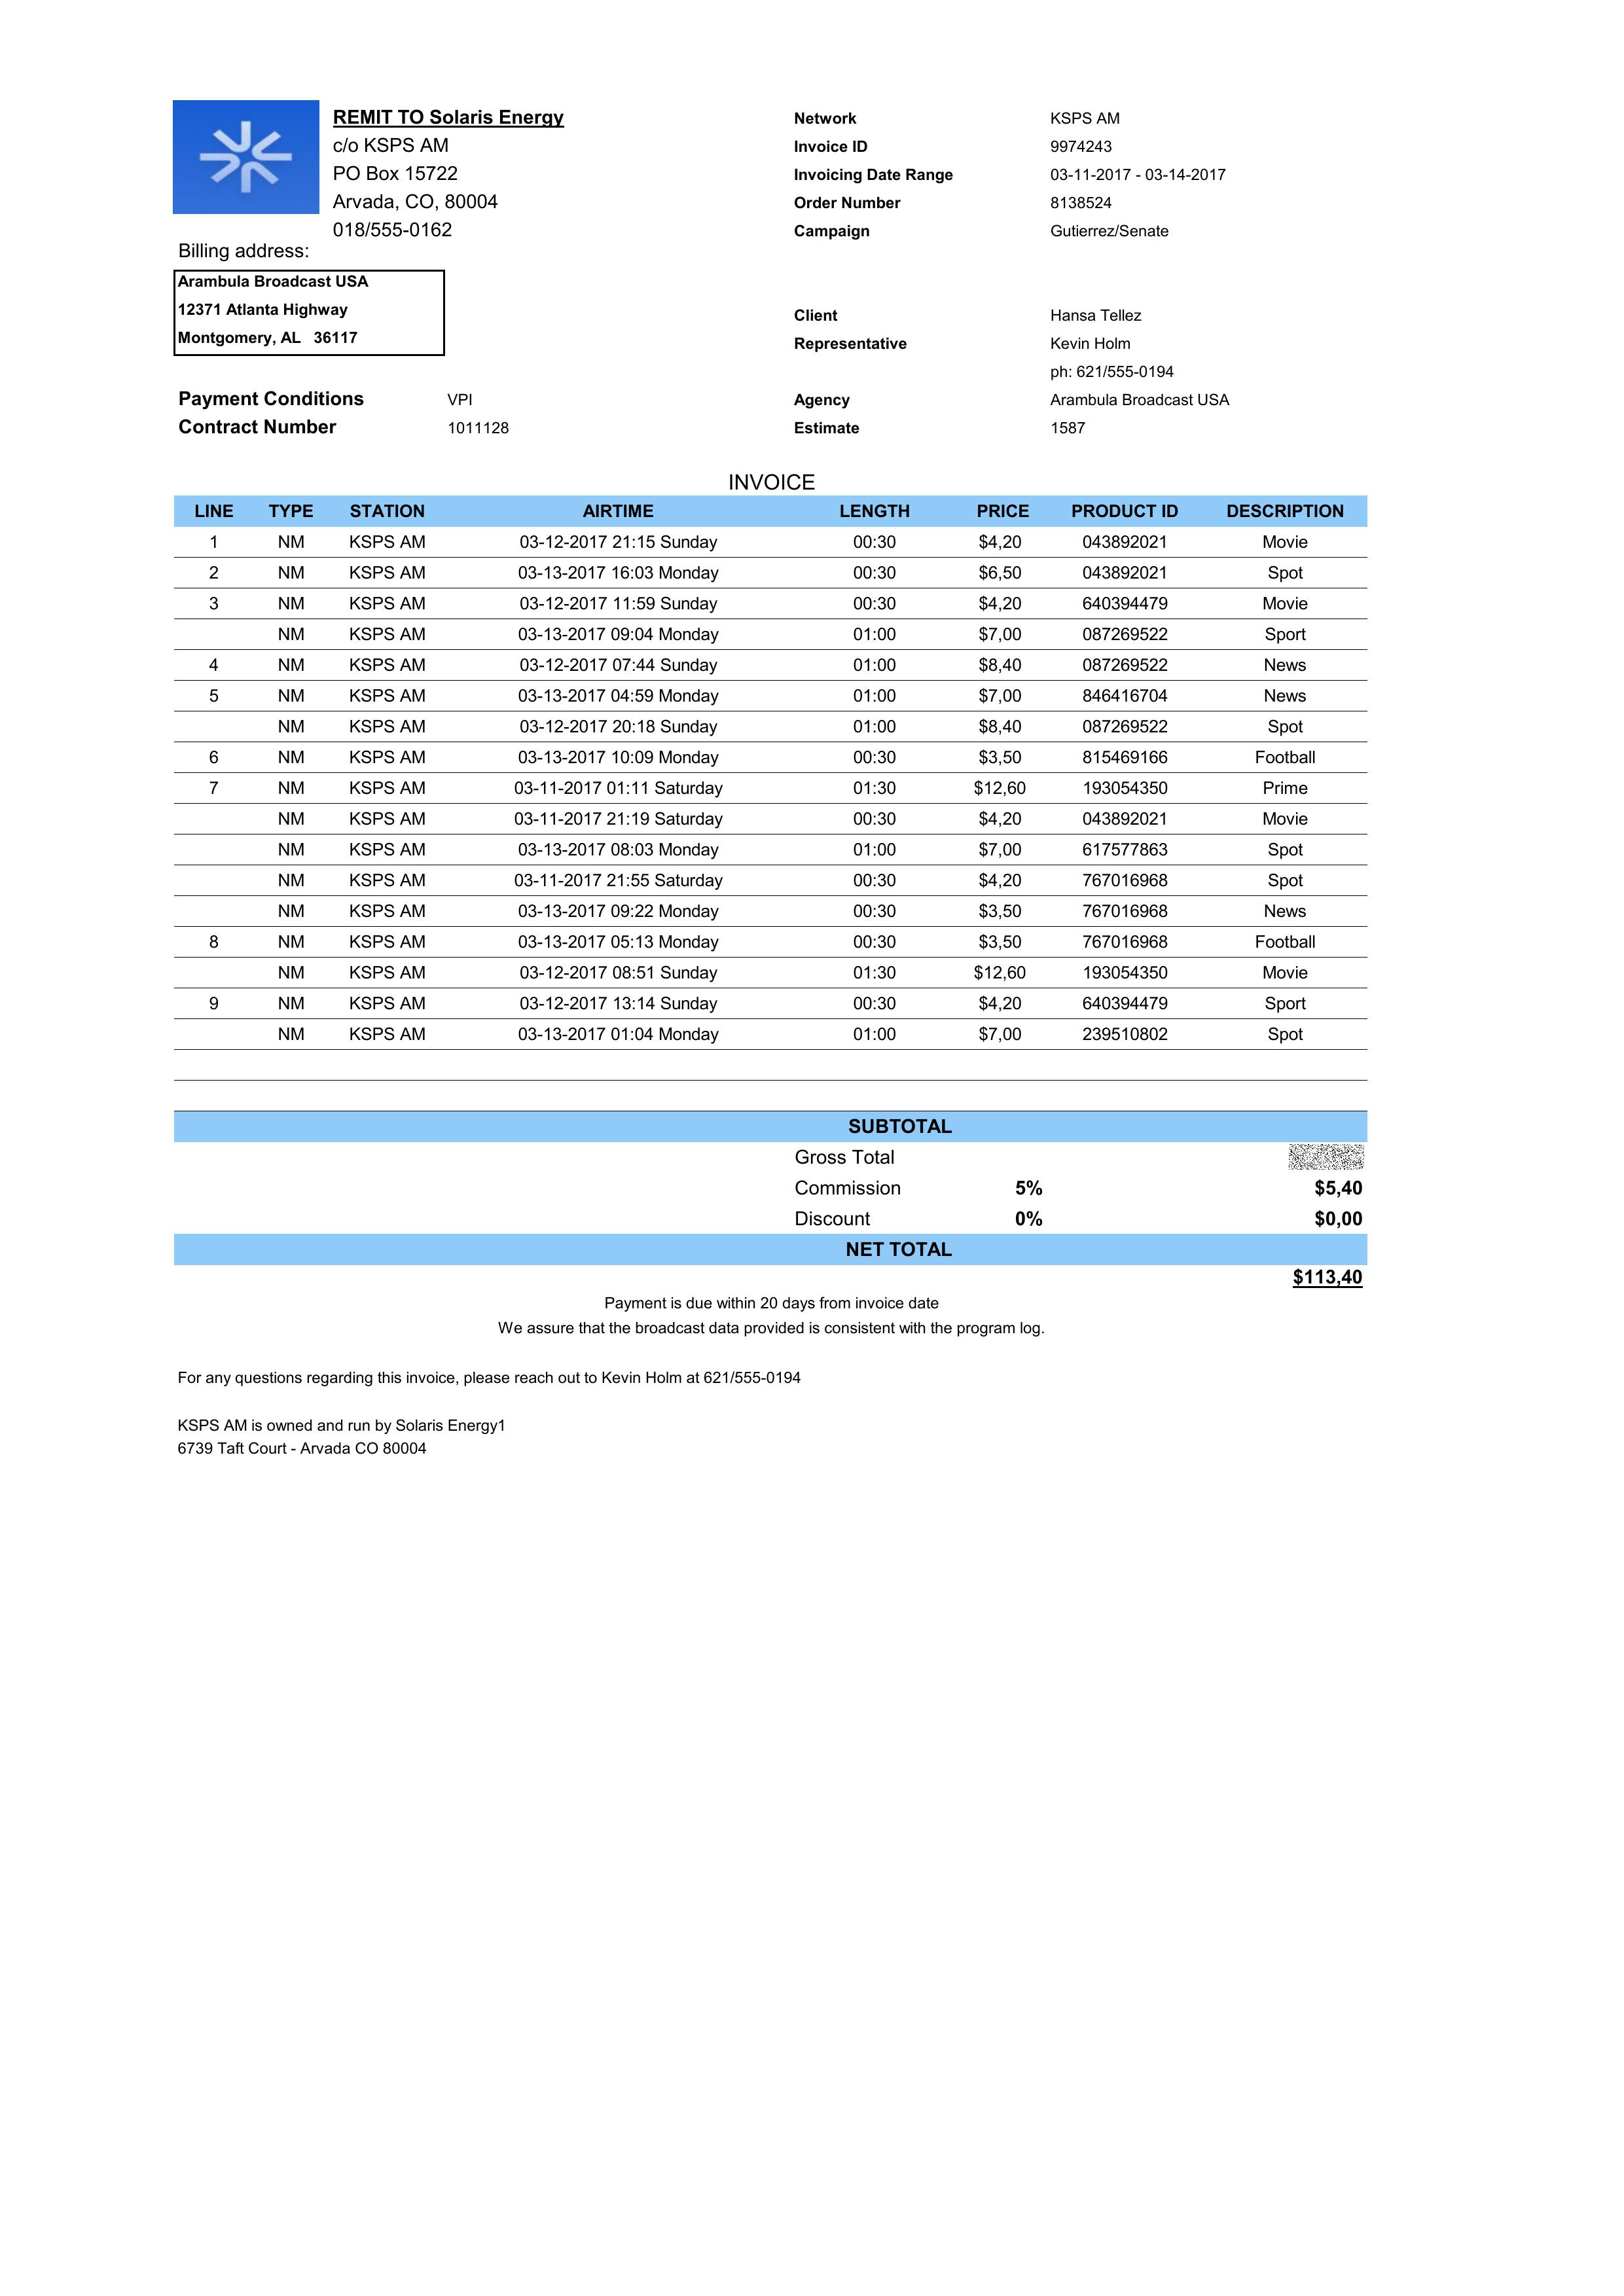 REMIT TO Solaris Energy
c/o KSPS AM
PO Box 15722
Arvada, CO, 80004
018/555-0162
Billing address:
Arambula Broadcast USA
12371 Atlanta Highway
Montgomery, AL 36117
Payment Conditions VPI
Contract Number 1011128
Network KSPS AM
Invoice ID 9974243
Invoicing Date Range 03-11-2017 - 03-14-2017
Order Number 8138524
Campaign Gutierrez/Senate
Client Hansa Tellez
Representative Kevin Holm
ph: 621/555-0194
Agency Arambula Broadcast USA
Estimate 1587
INVOICE
LINE TYPE STATION AIRTIME LENGTH PRICE PRODUCT ID DESCRIPTION
1 NM KSPS AM 03-12-2017 21:15 Sunday 00:30 $4,20 043892021 Movie
2 NM KSPS AM 03-13-2017 16:03 Monday 00:30 $6,50 043892021 Spot
3 NM KSPS AM 03-12-2017 11:59 Sunday 00:30 $4,20 640394479 Movie
NM KSPS AM 03-13-2017 09:04 Monday 01:00 $7,00 087269522 Sport
4 NM KSPS AM 03-12-2017 07:44 Sunday 01:00 $8,40 087269522 News
5 NM KSPS AM 03-13-2017 04:59 Monday 01:00 $7,00 846416704 News
NM KSPS AM 03-12-2017 20:18 Sunday 01:00 $8,40 087269522 Spot
6 NM KSPS AM 03-13-2017 10:09 Monday 00:30 $3,50 815469166 Football
7 NM KSPS AM 03-11-2017 01:11 Saturday 01:30 $12,60 193054350 Prime
NM KSPS AM 03-11-2017 21:19 Saturday 00:30 $4,20 043892021 Movie
NM KSPS AM 03-13-2017 08:03 Monday 01:00 $7,00 617577863 Spot
NM KSPS AM 03-11-2017 21:55 Saturday 00:30 $4,20 767016968 Spot
NM KSPS AM 03-13-2017 09:22 Monday 00:30 $3,50 767016968 News
8 NM KSPS AM 03-13-2017 05:13 Monday 00:30 $3,50 767016968 Football
NM KSPS AM 03-12-2017 08:51 Sunday 01:30 $12,60 193054350 Movie
9 NM KSPS AM 03-12-2017 13:14 Sunday 00:30 $4,20 640394479 Sport
NM KSPS AM 03-13-2017 01:04 Monday 01:00 $7,00 239510802 Spot
SUBTOTAL
Gross Total
Commission 5% $5,40
Discount 0% $0,00
NET TOTAL
$113,40
Payment is due within 20 days from invoice date
We assure that the broadcast data provided is consistent with the program log.
For any questions regarding this invoice, please reach out to Kevin Holm at 621/555-0194
KSPS AM is owned and run by Solaris Energy1
6739 Taft Court - Arvada CO 80004